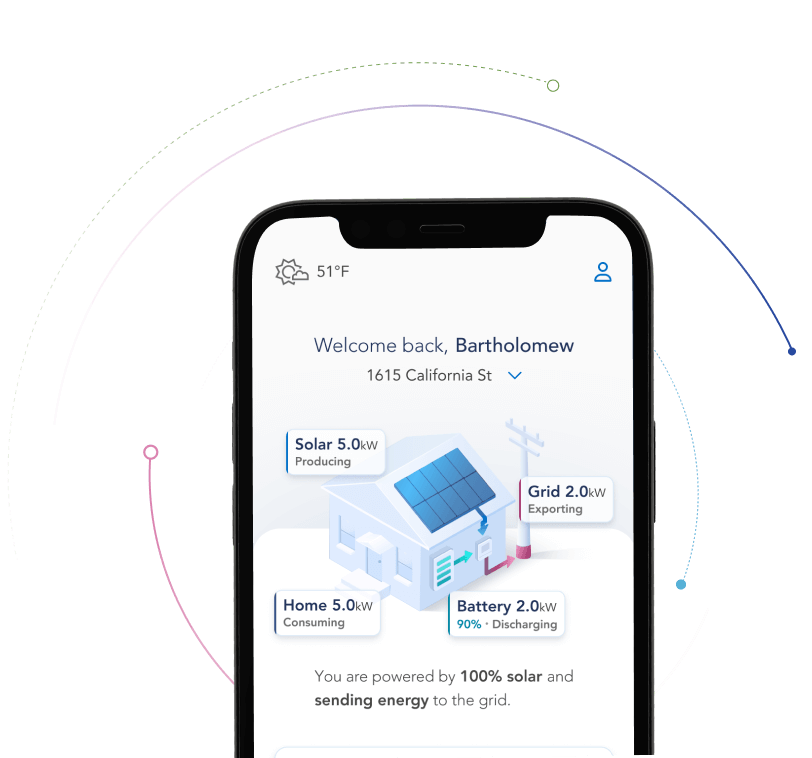 51°F
Welcome back, Bartholomew
1615 California St
Solar 5.0kW
Producing
Grid 2.0kW
Exporting
Home 5.0kW
Consuming
Battery 2.0kW
90% · Discharging
You are powered by 100% solar and
sending energy to the grid.